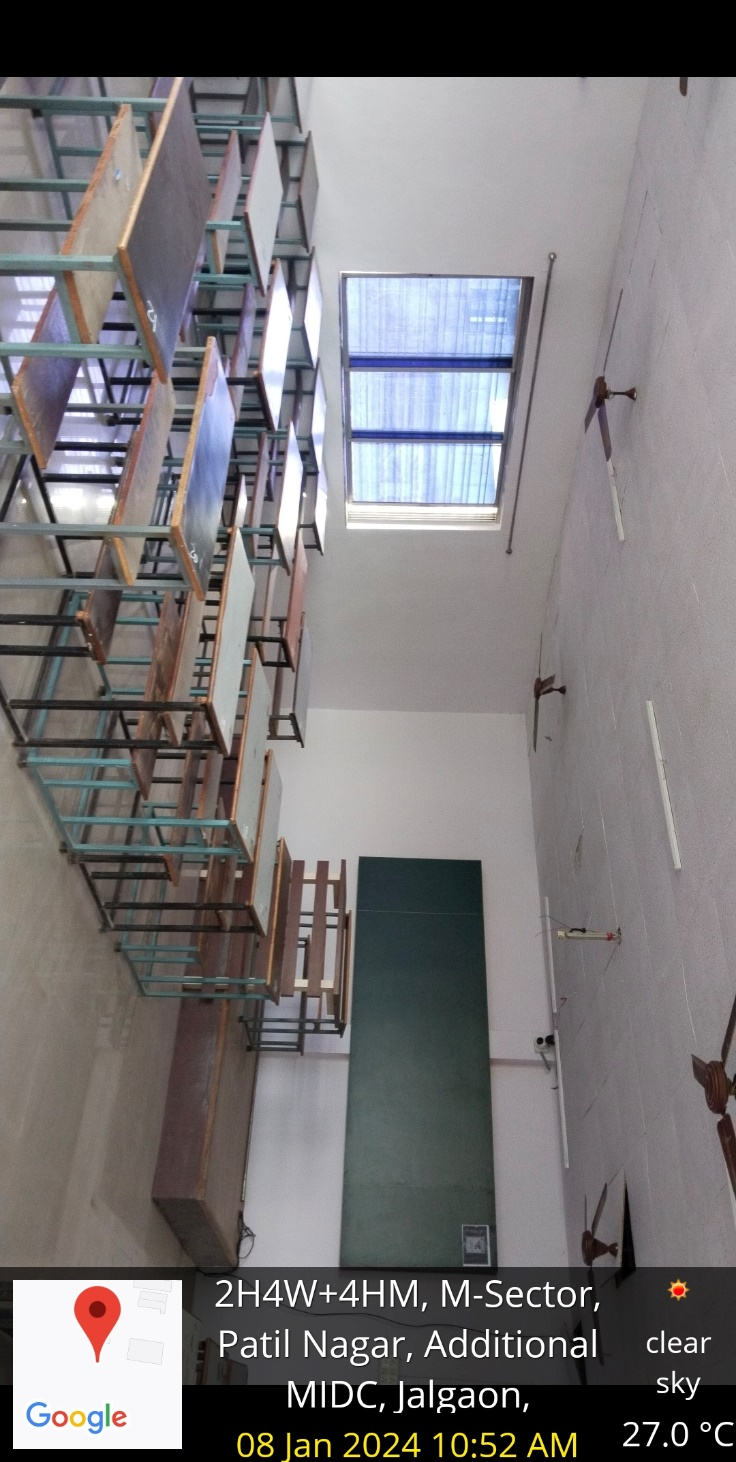 2H4W+4HM, M-Sector,
Patil Nagar, Additional
MIDC, Jalgaon,
08 Jan 2024 10:52 AM
clear
sky
27.0 °C
Google